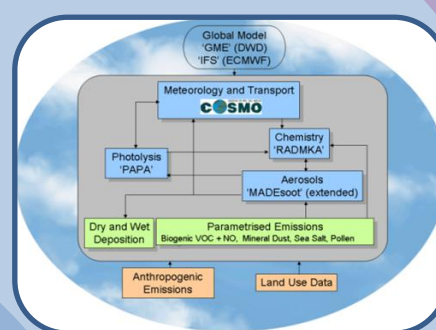 Global Model
'GME' (DWD)
'IFS' (ECMWF)
Meteorology and Transport
COSMO
Chemistry
'RADMKA'
Photolysis
'PAPA'
Aerosols
'MADEsoot' (extended)
Dry and Wet
Deposition
Parametrised Emissions
Biogenic VOC + NO, Mineral Dust, Sea Salt, Pollen
Anthropogenic
Emissions
Land Use Data